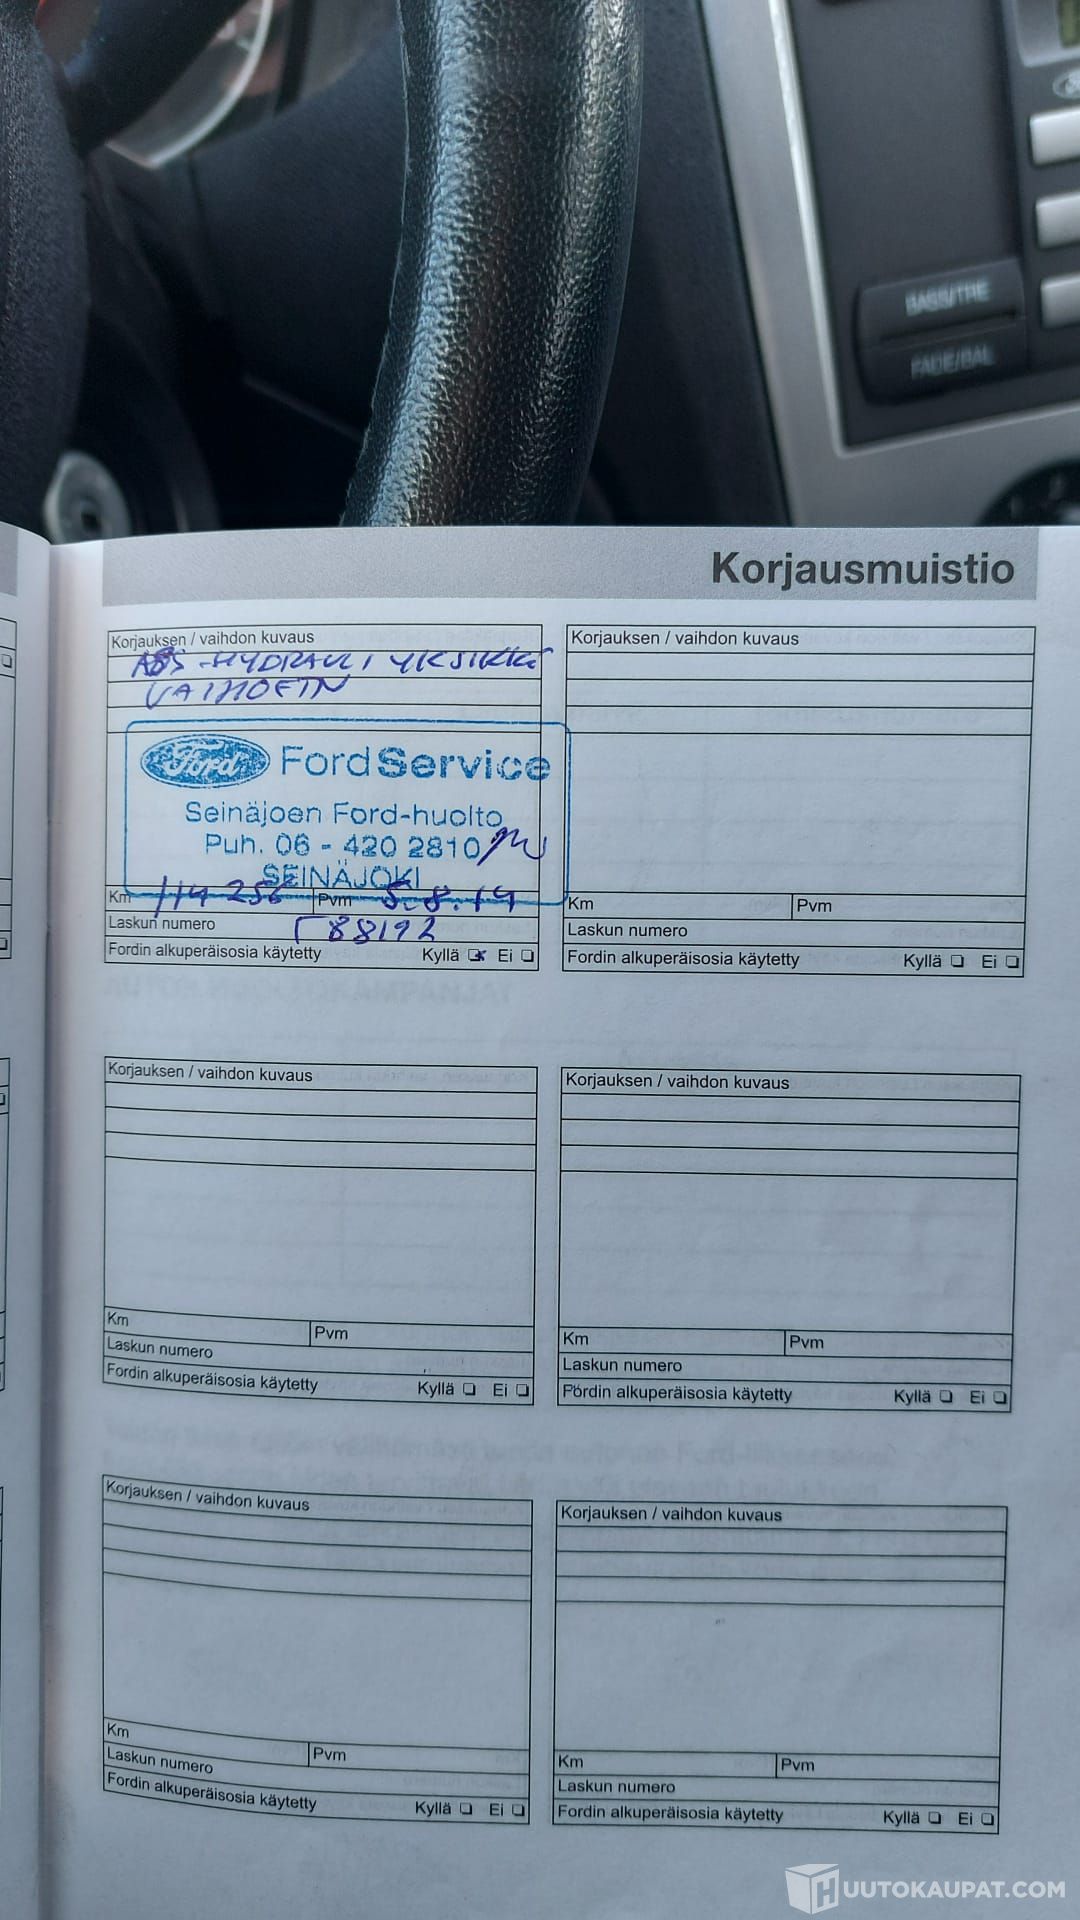 BASS/TRE
FADE/BAL
Korjausmuistio
Korjauksen / vaihdon kuvaus
ABS-HYDRAULIYKSIKKÖ
VAIHDETTU
Ford
FordService
Seinäjoen Ford-huolto
Puh. 06 - 420 2810
SEINÄJOKI
Km 114 256 Pvm 5.8.14
Laskun numero 88192
Fordin alkuperäisosia käytetty Kyllä Ei
Korjauksen / vaihdon kuvaus
Km Pvm
Laskun numero
Fordin alkuperäisosia käytetty Kyllä Ei
Korjauksen / vaihdon kuvaus
Km Pvm
Laskun numero
Fordin alkuperäisosia käytetty Kyllä Ei
Korjauksen / vaihdon kuvaus
Km Pvm
Laskun numero
Fordin alkuperäisosia käytetty Kyllä Ei
Korjauksen / vaihdon kuvaus
Km Pvm
Laskun numero
Fordin alkuperäisosia käytetty Kyllä Ei
Korjauksen / vaihdon kuvaus
Km Pvm
Laskun numero
Fordin alkuperäisosia käytetty Kyllä Ei
HUUTOKAUPAT.COM